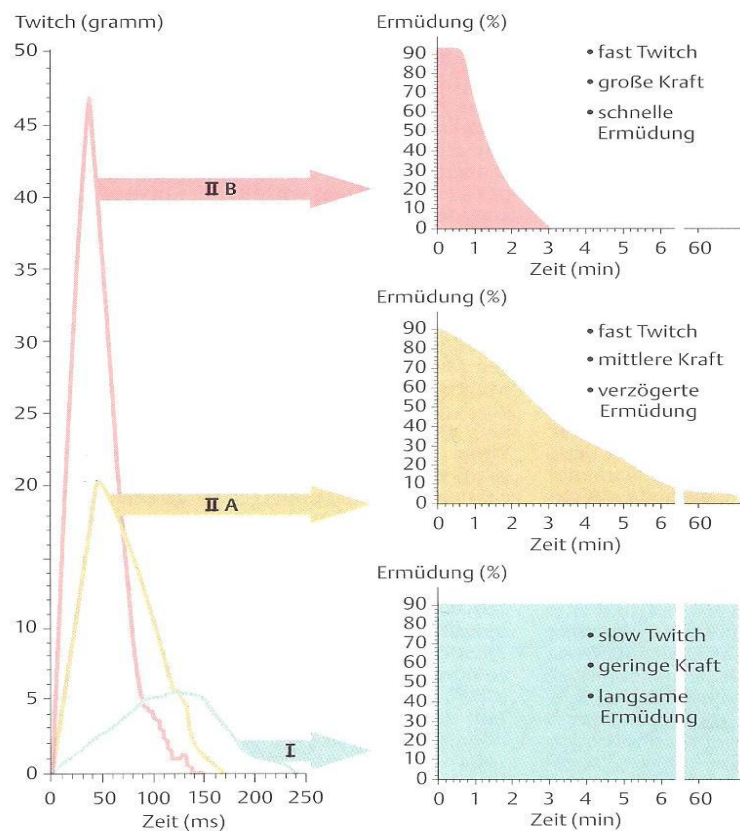 Twitch (gramm)
50
45
40
35
30
25
20
10
5
0
0 50 100 150 200 250
Zeit (ms)
II B
II A
I
Ermüdung (%)
90
80
70
60
50
40
30
20
10
0
0 1 2 3 4 5 6 60
Zeit (min)
• fast Twitch
• große Kraft
• schnelle
Ermüdung
Ermüdung (%)
90
80
70
60
50
40
30
20
10
0
0 1 2 3 4 5 6 60
Zeit (min)
• fast Twitch
• mittlere Kraft
• verzögerte
Ermüdung
Ermüdung (%)
90
80
70
60
50
40
30
20
10
0
0 1 2 3 4 5 6 60
Zeit (min)
• slow Twitch
• geringe Kraft
• langsame
Ermüdung